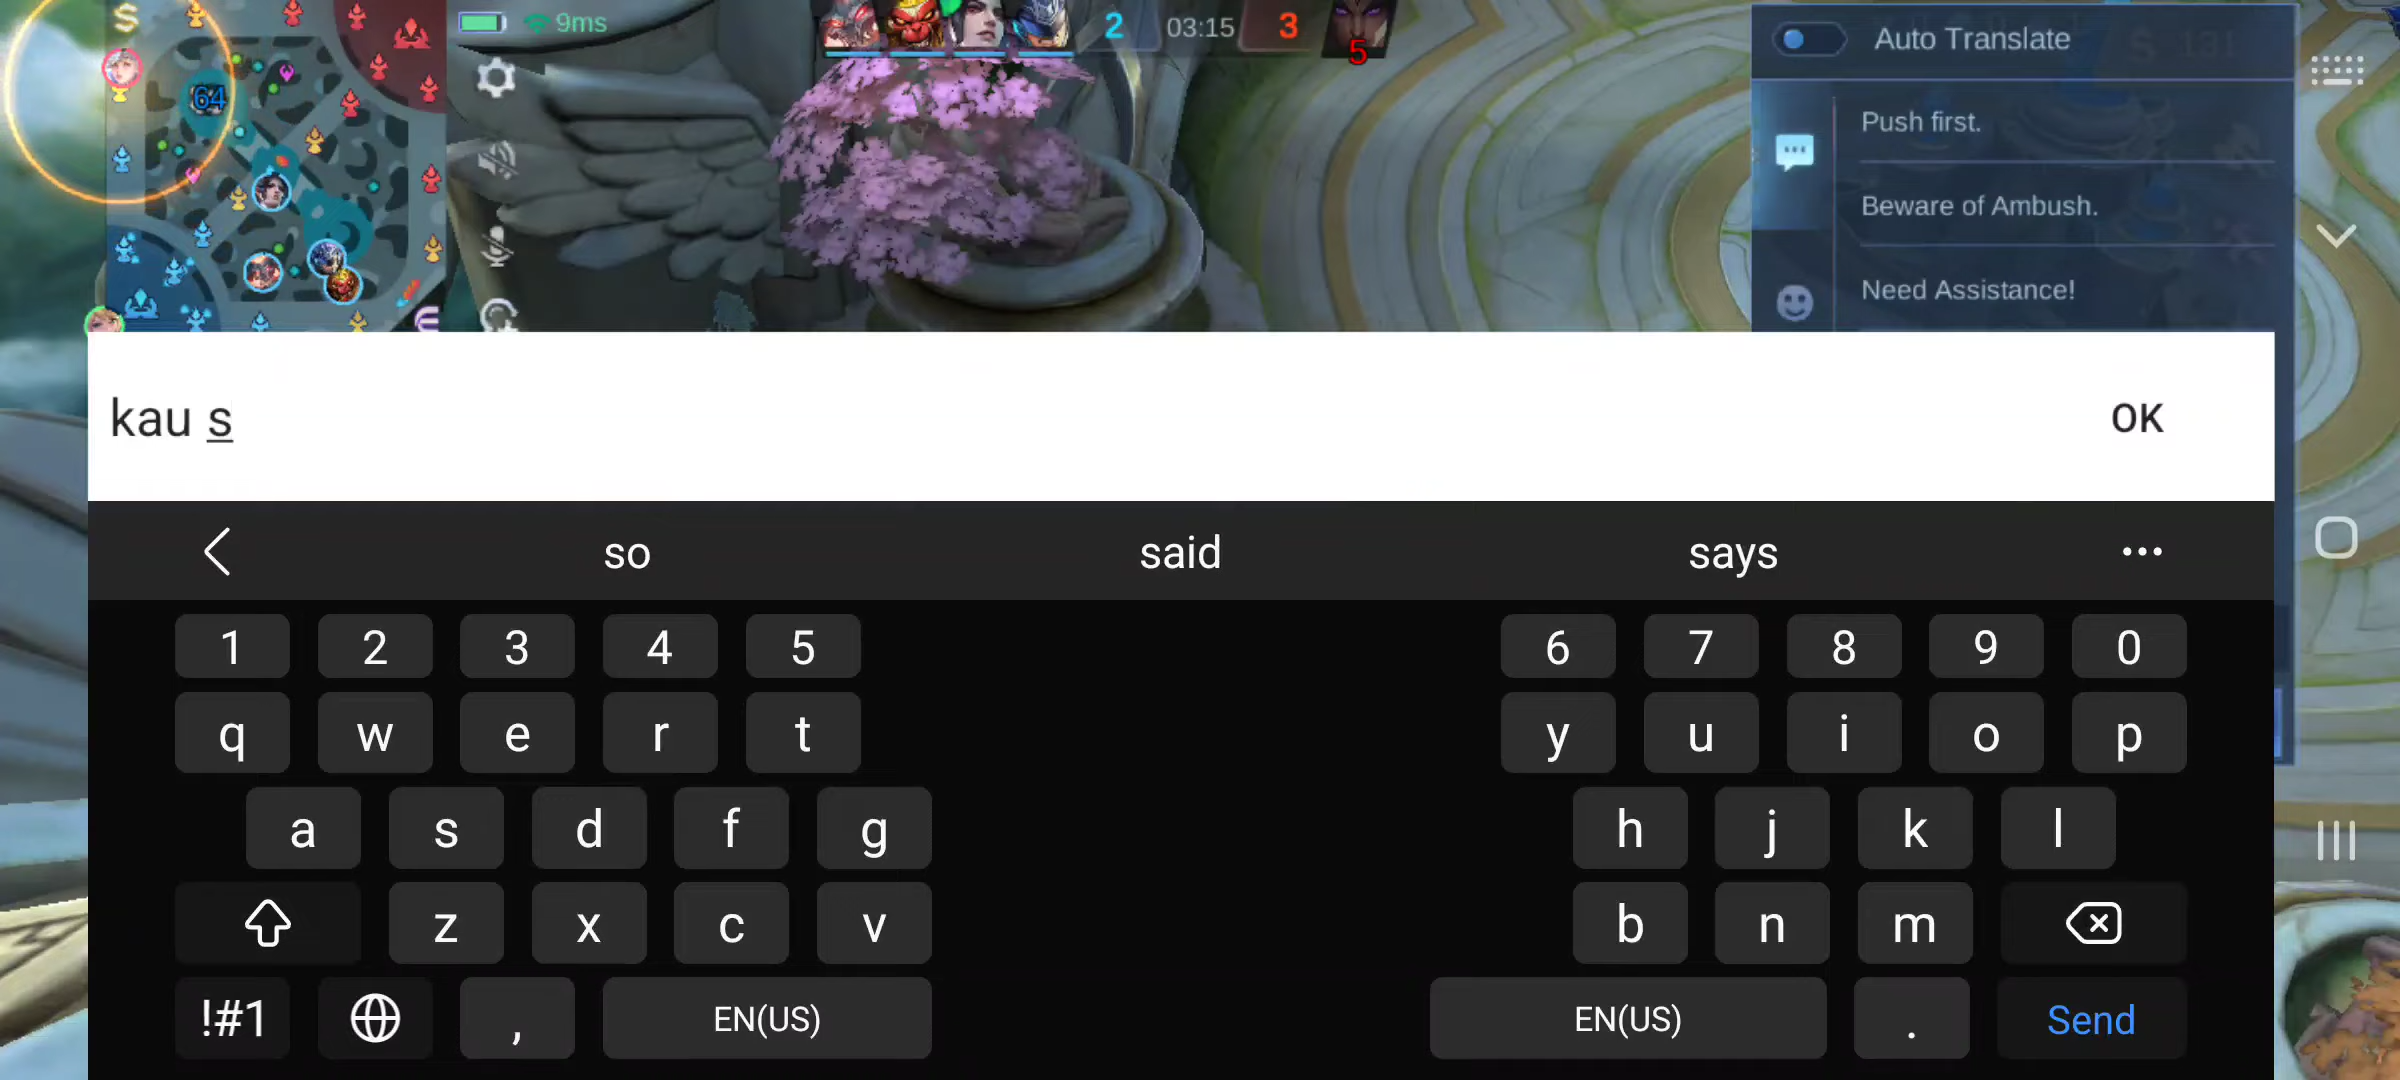 $
64
9ms
2
03:15
3
5
Auto Translate
Push first.
Beware of Ambush.
Need Assistance!
kau s
OK
so
said
says
1
2
3
4
5
6
7
8
9
0
q
w
e
r
t
y
u
i
o
p
a
s
d
f
g
h
j
k
l
z
x
c
v
b
n
m
!#1
,
EN(US)
EN(US)
.
Send